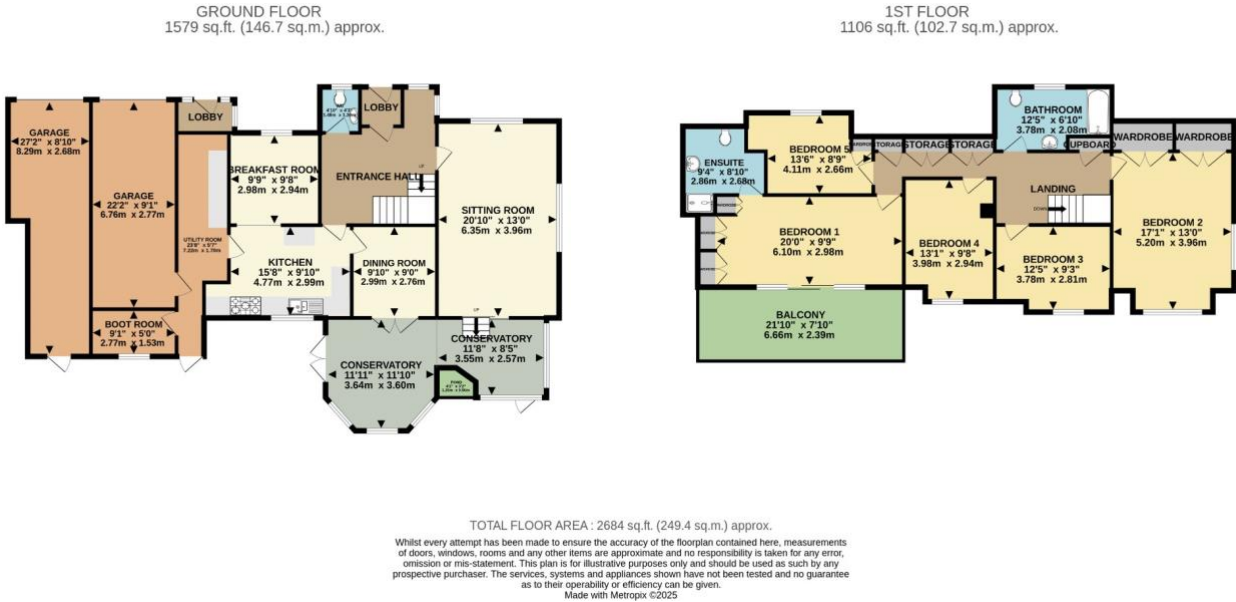 GROUND FLOOR
1579 sq.ft. (146.7 sq.m.) approx.
GARAGE
27'2" x 8'10"
8.29m x 2.68m
GARAGE
22'2" x 9'1"
6.76m x 2.77m
LOBBY
UTILITY ROOM
BOOT ROOM
9'1" x 5'0"
2.77m x 1.53m
BREAKFAST ROOM
9'9" x 9'8"
2.98m x 2.94m
LOBBY
ENTRANCE HALL
UP
KITCHEN
15'8" x 9'10"
4.77m x 2.99m
DINING ROOM
9'10" x 9'0"
2.99m x 2.76m
SITTING ROOM
20'10" x 13'0"
6.35m x 3.96m
UP
CONSERVATORY
11'11" x 11'10"
3.64m x 3.60m
CONSERVATORY
11'8" x 8'5"
3.55m x 2.57m
POND
1ST FLOOR
1106 sq.ft. (102.7 sq.m.) approx.
ENSUITE
9'4" x 8'10"
2.86m x 2.68m
BEDROOM 5
13'6" x 8'9"
4.11m x 2.66m
STORAGE
STORAGE
STORAGE
BATHROOM
12'5" x 6'10"
3.78m x 2.08m
CUPBOARD
WARDROBE
WARDROBE
LANDING
DOWN
BEDROOM 1
20'0" x 9'9"
6.10m x 2.98m
BEDROOM 4
13'1" x 9'8"
3.98m x 2.94m
BEDROOM 3
12'5" x 9'3"
3.78m x 2.81m
BEDROOM 2
17'1" x 13'0"
5.20m x 3.96m
BALCONY
21'10" x 7'10"
6.66m x 2.39m
TOTAL FLOOR AREA : 2684 sq.ft. (249.4 sq.m.) approx.
Whilst every attempt has been made to ensure the accuracy of the floorplan contained here, measurements
of doors, windows, rooms and any other items are approximate and no responsibility is taken for any error,
omission or mis-statement. This plan is for illustrative purposes only and should be used as such by any
prospective purchaser. The services, systems and appliances shown have not been tested and no guarantee
as to their operability or efficiency can be given.
Made with Metropix ©2025